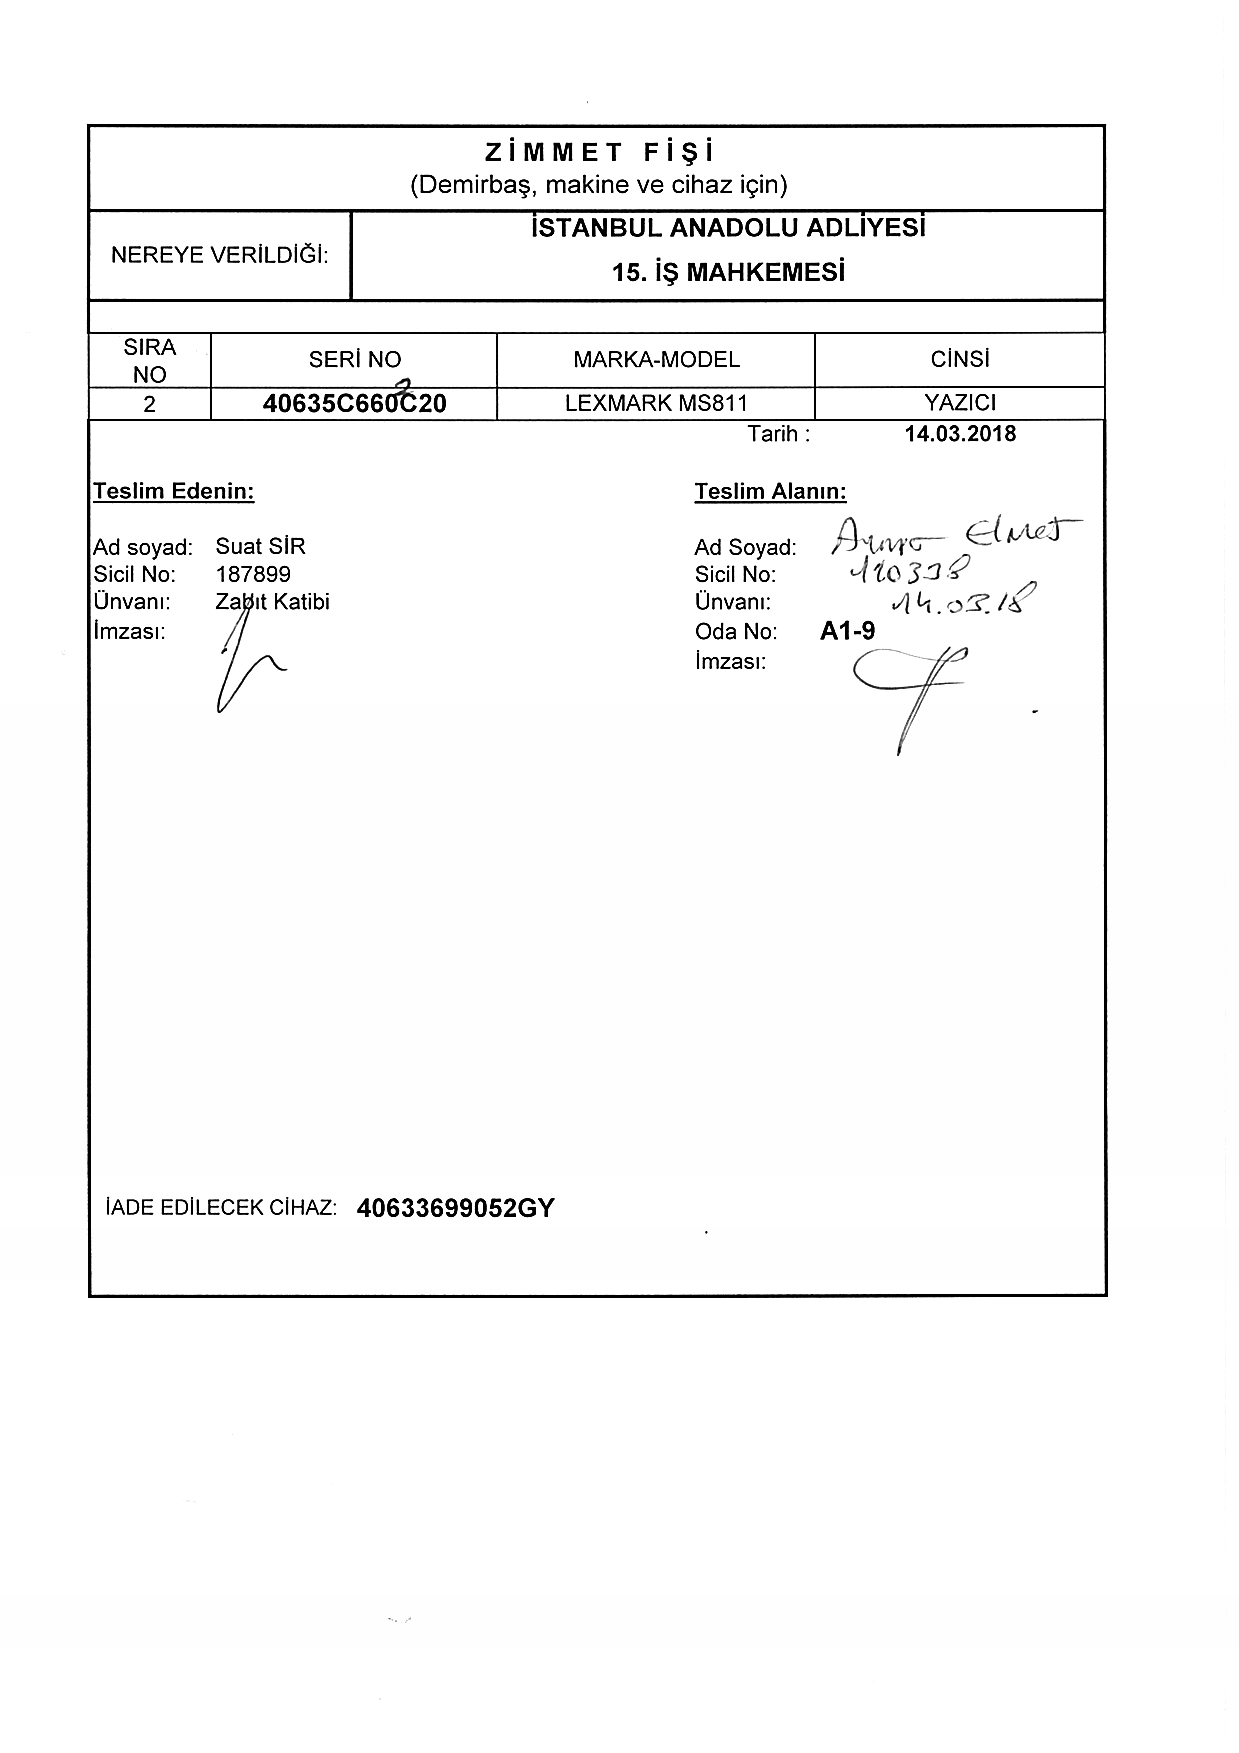 ZİMMET FİŞİ
(Demirbaş, makine ve cihaz için)
NEREYE VERİLDİĞİ:
İSTANBUL ANADOLU ADLİYESİ
15. İŞ MAHKEMESİ
SIRA NO SERİ NO MARKA-MODEL CİNSİ
2 40635C660C20 LEXMARK MS811 YAZICI
Tarih : 14.03.2018
Teslim Edenin: Teslim Alanın:
Ad soyad: Suat SİR Ad Soyad:
Sicil No: 187899 Sicil No: 110338
Ünvanı: Zabıt Katibi Ünvanı: 14.03.18
İmzası: Oda No: A1-9
İmzası:
İADE EDİLECEK CİHAZ: 40633699052GY